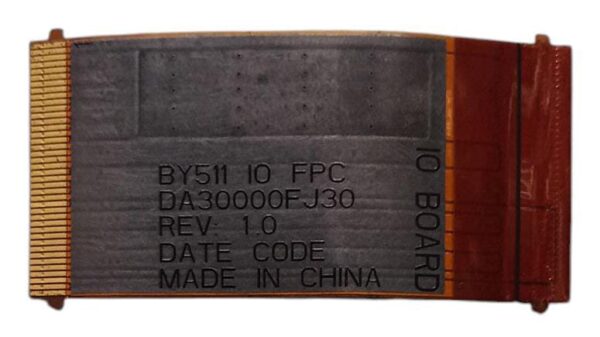 BY511 IO FPC
DA30000FJ30
REV: 1.0
DATE CODE
MADE IN CHINA
IO BOARD